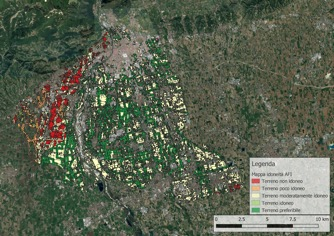 Legenda
Mappa idoneità AFI
Terreno non idoneo
Terreno poco idoneo
Terreno moderatamente idoneo
Terreno idoneo
Terreno preferibile
0 2,5 5 7,5 10 km